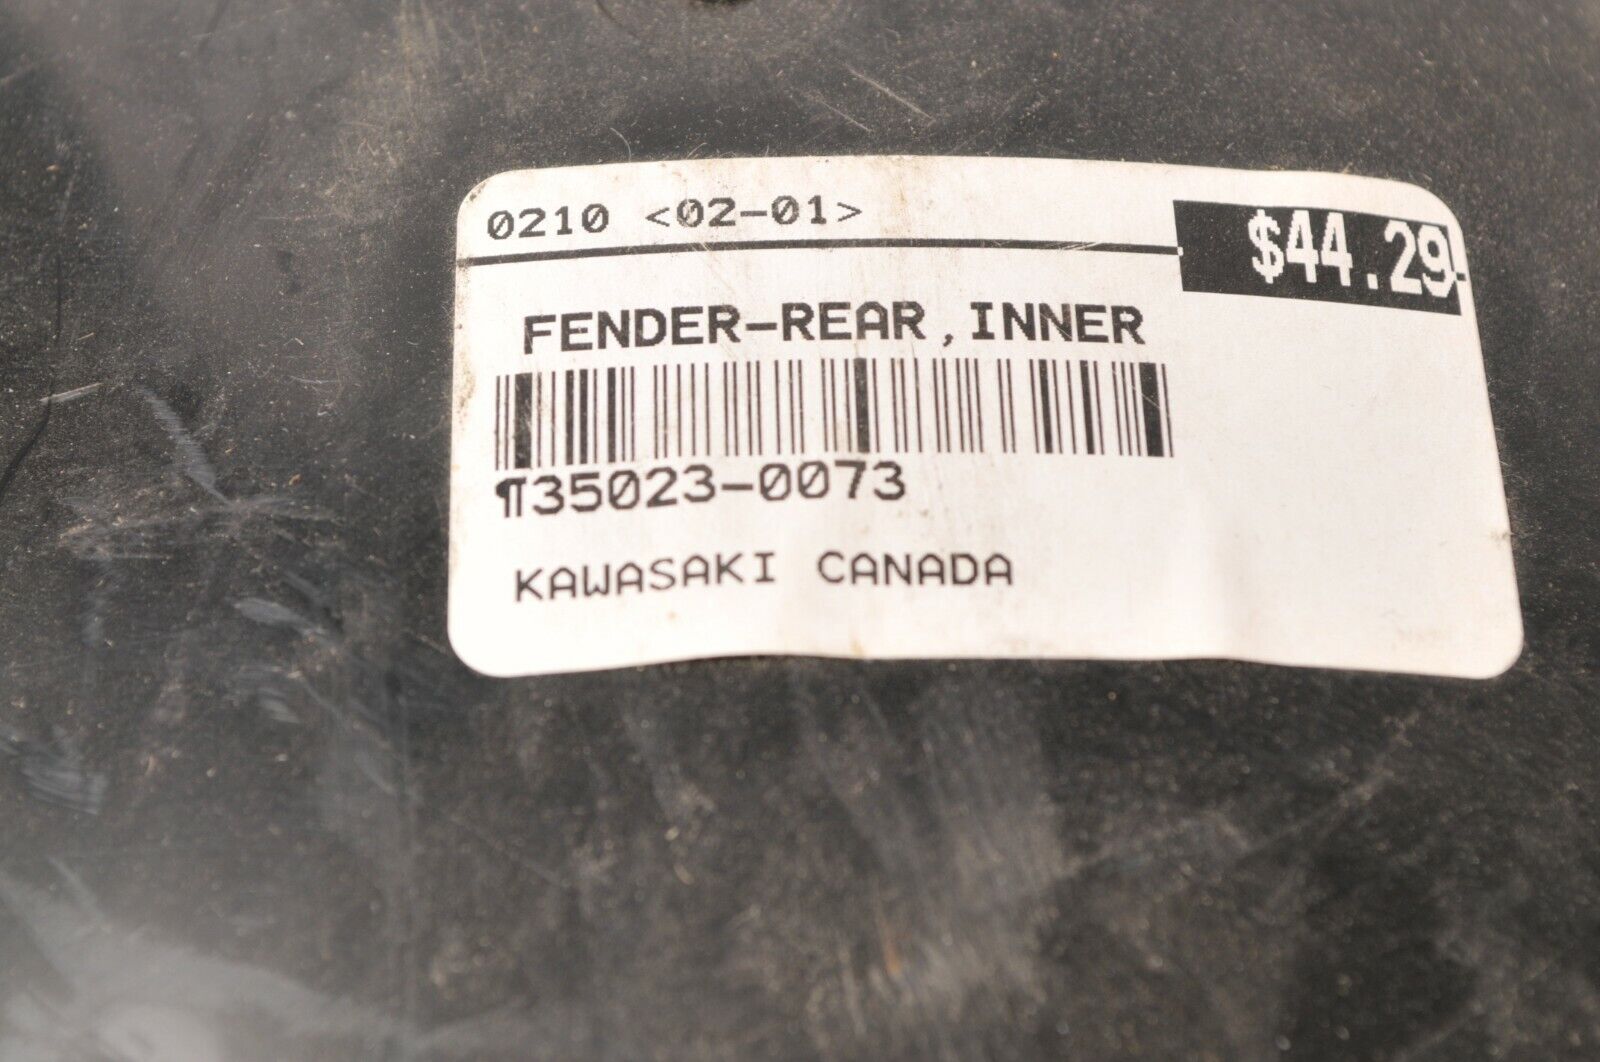 0210 <02-01>
$44.29
FENDER-REAR,INNER
¶35023-0073
KAWASAKI CANADA